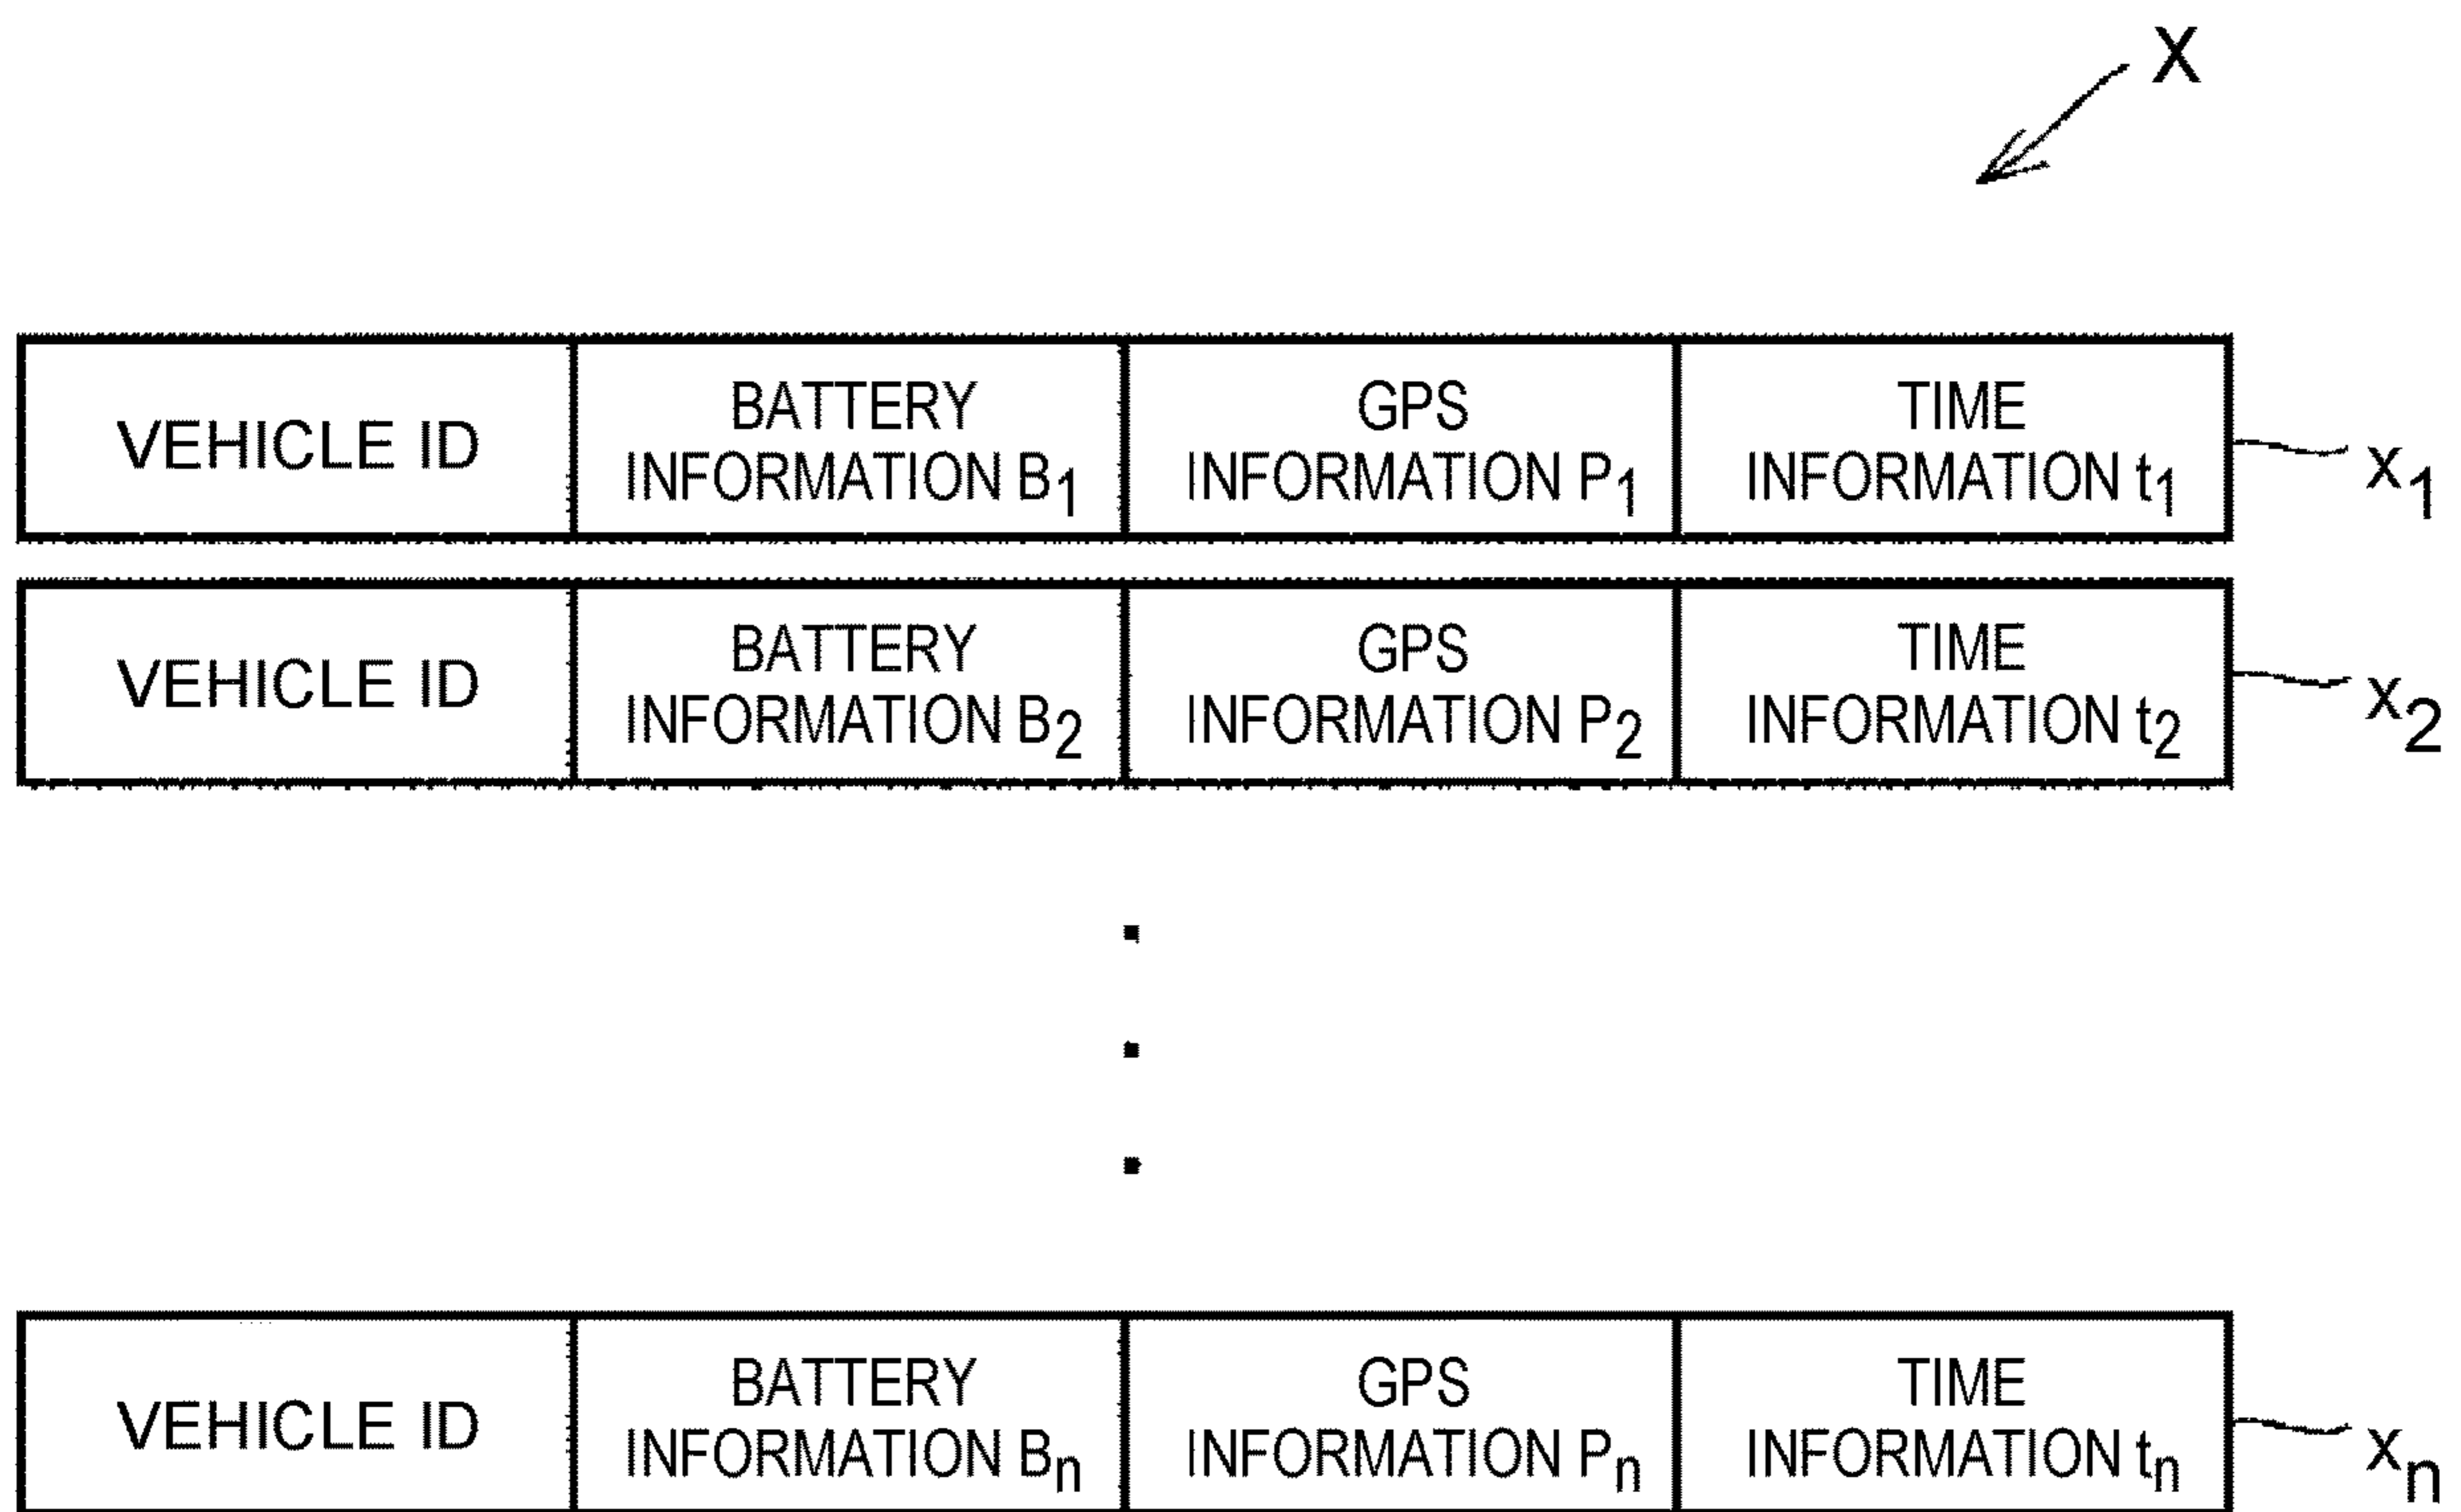 X
VEHICLE ID
BATTERY
INFORMATION B₁
GPS
INFORMATION P₁
TIME
INFORMATION t₁
x₁
VEHICLE ID
BATTERY
INFORMATION B₂
GPS
INFORMATION P₂
TIME
INFORMATION t₂
x₂
VEHICLE ID
BATTERY
INFORMATION Bₙ
GPS
INFORMATION Pₙ
TIME
INFORMATION tₙ
xₙ